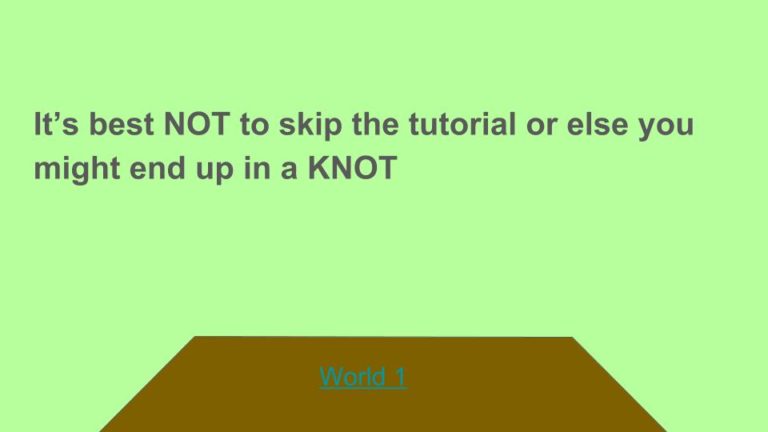 It’s best NOT to skip the tutorial or else you
might end up in a KNOT
World 1